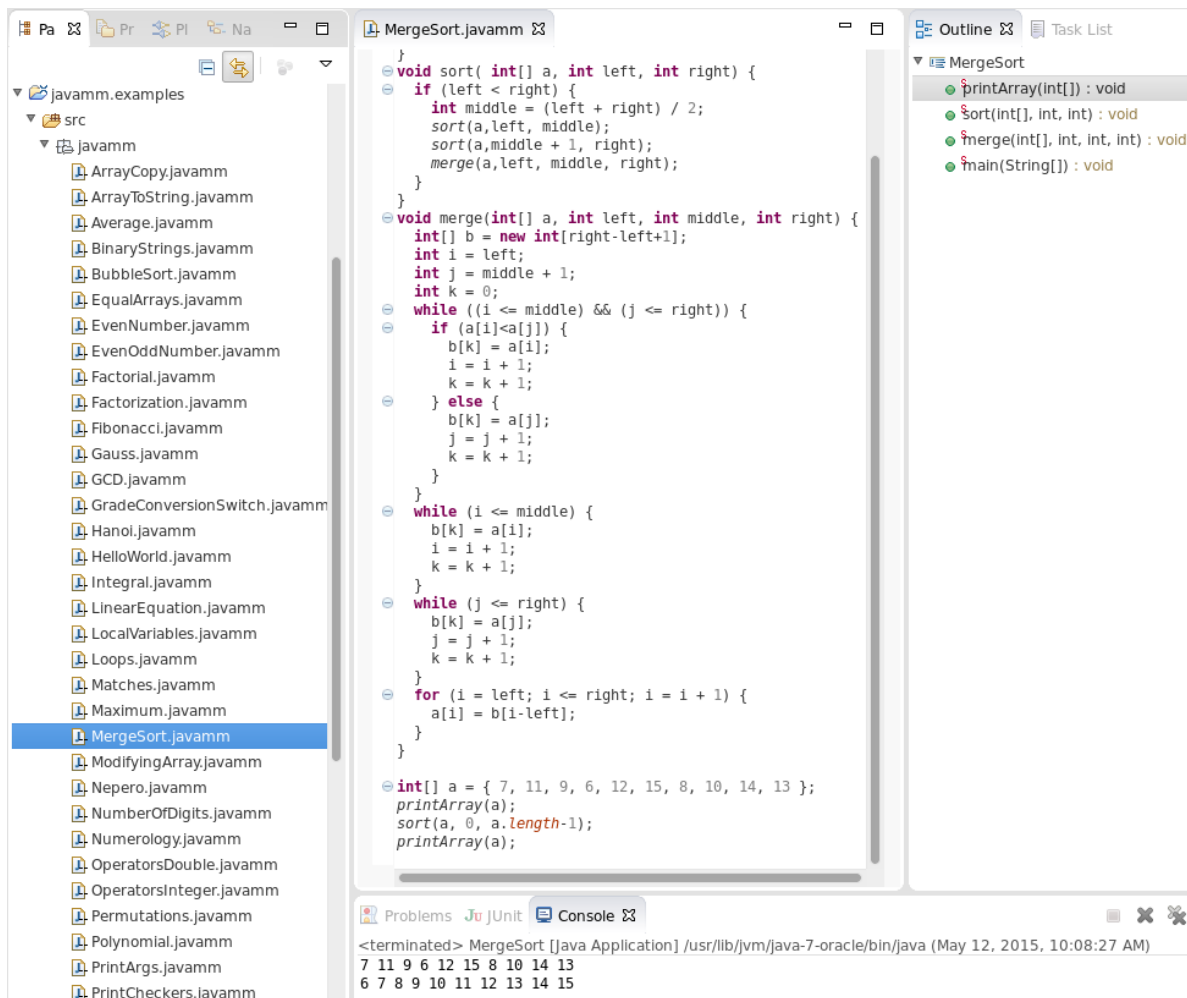 Pa
Pr
Pl
Na
javamm.examples
src
javamm
ArrayCopy.javamm
ArrayToString.javamm
Average.javamm
BinaryStrings.javamm
BubbleSort.javamm
EqualArrays.javamm
EvenNumber.javamm
EvenOddNumber.javamm
Factorial.javamm
Factorization.javamm
Fibonacci.javamm
Gauss.javamm
GCD.javamm
GradeConversionSwitch.javamm
Hanoi.javamm
HelloWorld.javamm
Integral.javamm
LinearEquation.javamm
LocalVariables.javamm
Loops.javamm
Matches.javamm
Maximum.javamm
MergeSort.javamm
ModifyingArray.javamm
Nepero.javamm
NumberOfDigits.javamm
Numerology.javamm
OperatorsDouble.javamm
OperatorsInteger.javamm
Permutations.javamm
Polynomial.javamm
PrintArgs.javamm
PrintCheckers.javamm
MergeSort.javamm
}
void sort( int[] a, int left, int right) {
if (left < right) {
int middle = (left + right) / 2;
sort(a,left, middle);
sort(a,middle + 1, right);
merge(a,left, middle, right);
}
}
void merge(int[] a, int left, int middle, int right) {
int[] b = new int[right-left+1];
int i = left;
int j = middle + 1;
int k = 0;
while ((i <= middle) && (j <= right)) {
if (a[i]<a[j]) {
b[k] = a[i];
i = i + 1;
k = k + 1;
} else {
b[k] = a[j];
j = j + 1;
k = k + 1;
}
}
while (i <= middle) {
b[k] = a[i];
i = i + 1;
k = k + 1;
}
while (j <= right) {
b[k] = a[j];
j = j + 1;
k = k + 1;
}
for (i = left; i <= right; i = i + 1) {
a[i] = b[i-left];
}
}
int[] a = { 7, 11, 9, 6, 12, 15, 8, 10, 14, 13 };
printArray(a);
sort(a, 0, a.length-1);
printArray(a);
Outline
Task List
MergeSort
S printArray(int[]) : void
S sort(int[], int, int) : void
S merge(int[], int, int, int) : void
S main(String[]) : void
Problems
JU JUnit
Console
<terminated> MergeSort [Java Application] /usr/lib/jvm/java-7-oracle/bin/java (May 12, 2015, 10:08:27 AM)
7 11 9 6 12 15 8 10 14 13
6 7 8 9 10 11 12 13 14 15